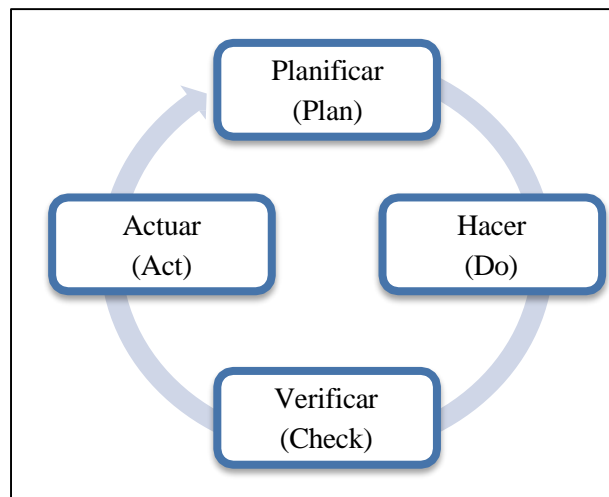 Planificar
(Plan)
Hacer
(Do)
Verificar
(Check)
Actuar
(Act)